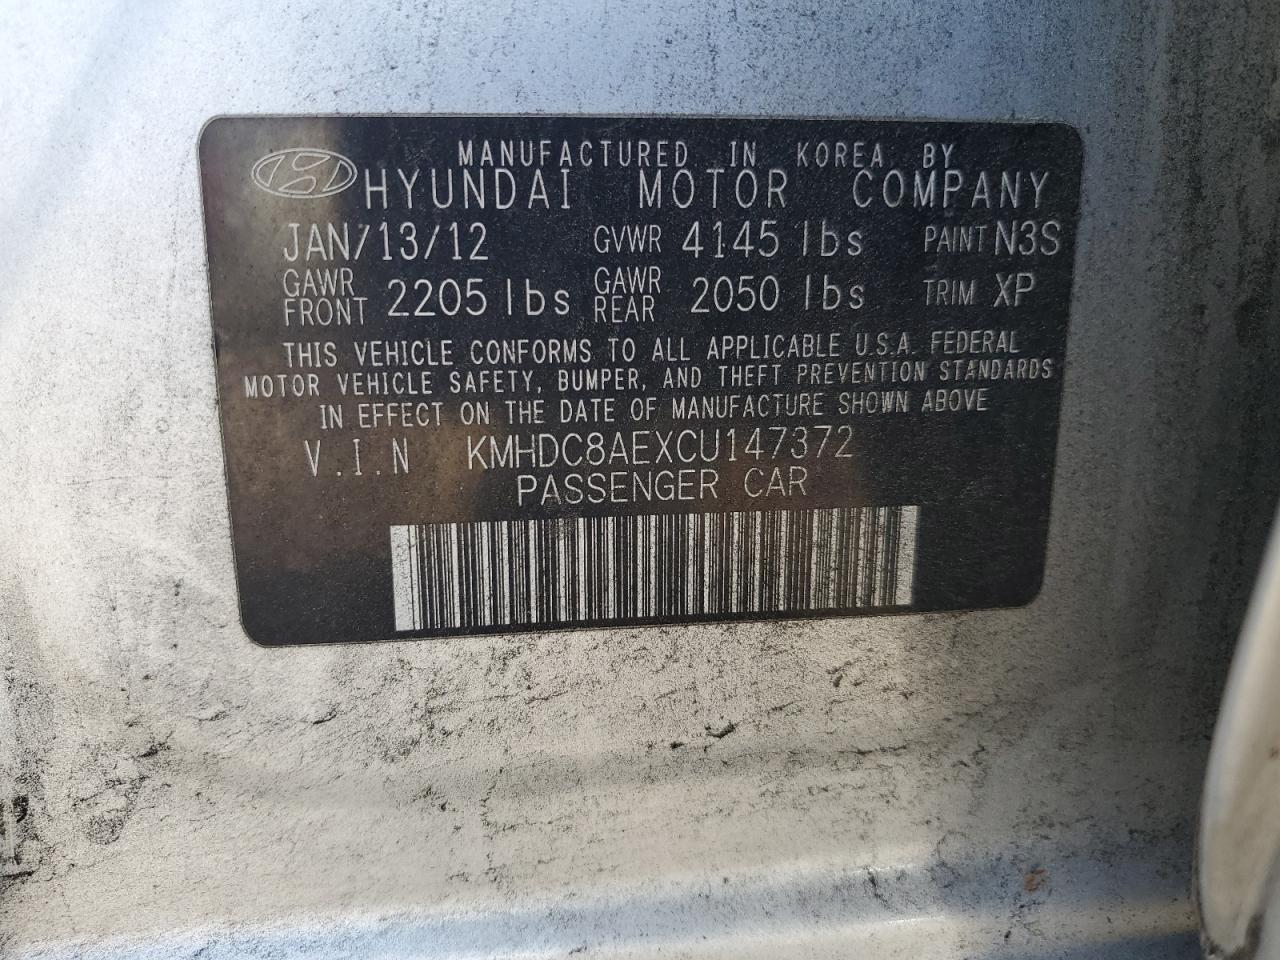 MANUFACTURED IN KOREA BY
HYUNDAI MOTOR COMPANY
JAN/13/12 GVWR 4145 lbs PAINT N3S
GAWR FRONT 2205 lbs GAWR REAR 2050 lbs TRIM XP
THIS VEHICLE CONFORMS TO ALL APPLICABLE U.S.A. FEDERAL
MOTOR VEHICLE SAFETY, BUMPER, AND THEFT PREVENTION STANDARDS
IN EFFECT ON THE DATE OF MANUFACTURE SHOWN ABOVE
V.I.N KMHDC8AEXCU147372
PASSENGER CAR